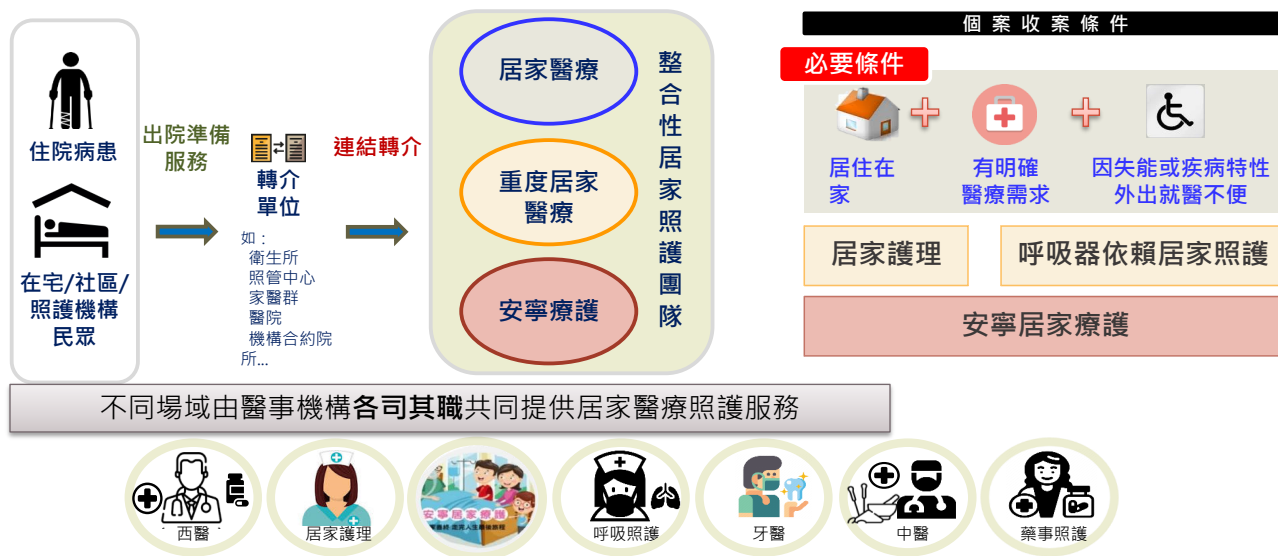 住院病患
在宅/社區/
照護機構
民眾
出院準備
服務
轉介
單位
如：
衛生所
照管中心
家醫群
醫院
機構合約院
所...
連結轉介
居家醫療
重度居家
醫療
安寧療護
整合性居家照護團隊
個案收案條件
必要條件
居住在
家
有明確
醫療需求
因失能或疾病特性
外出就醫不便
居家護理
呼吸器依賴居家照護
安寧居家療護
不同場域由醫事機構各司其職共同提供居家醫療照護服務
西醫
居家護理
安寧居家療護
呼吸照護
牙醫
中醫
藥事照護